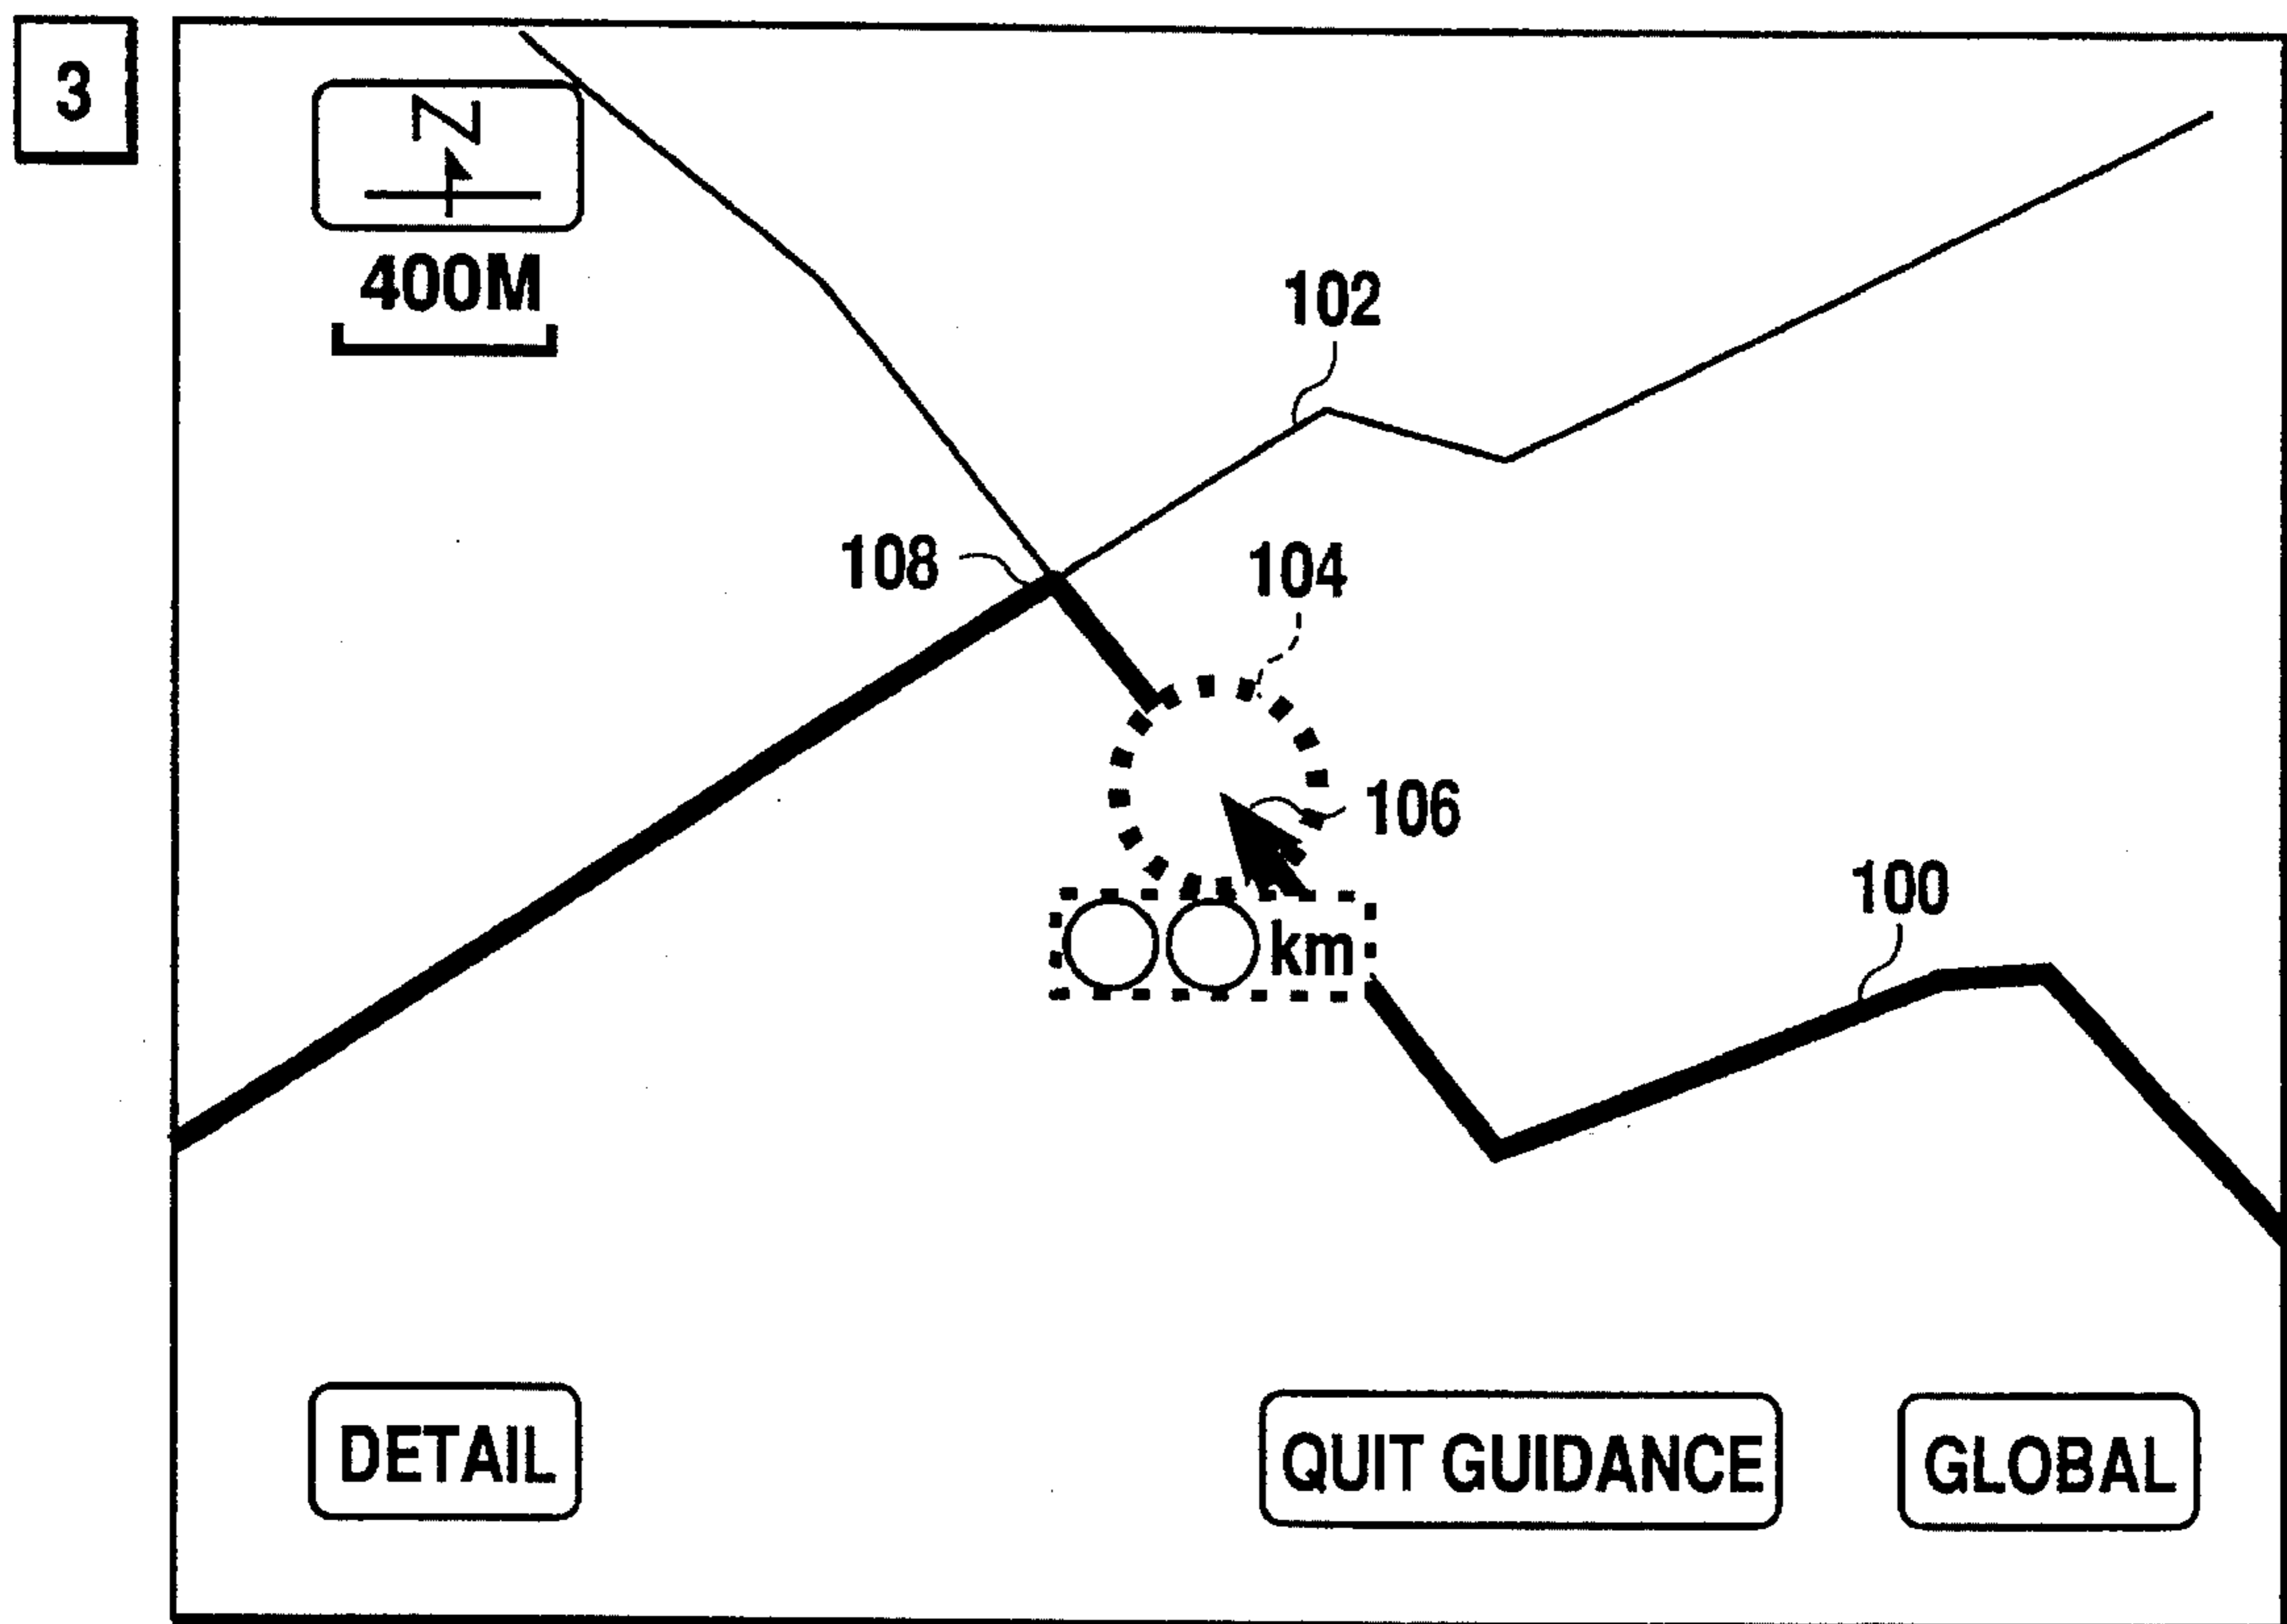 3
N
400M
102
108
104
106
100
○○km
DETAIL
QUIT GUIDANCE
GLOBAL